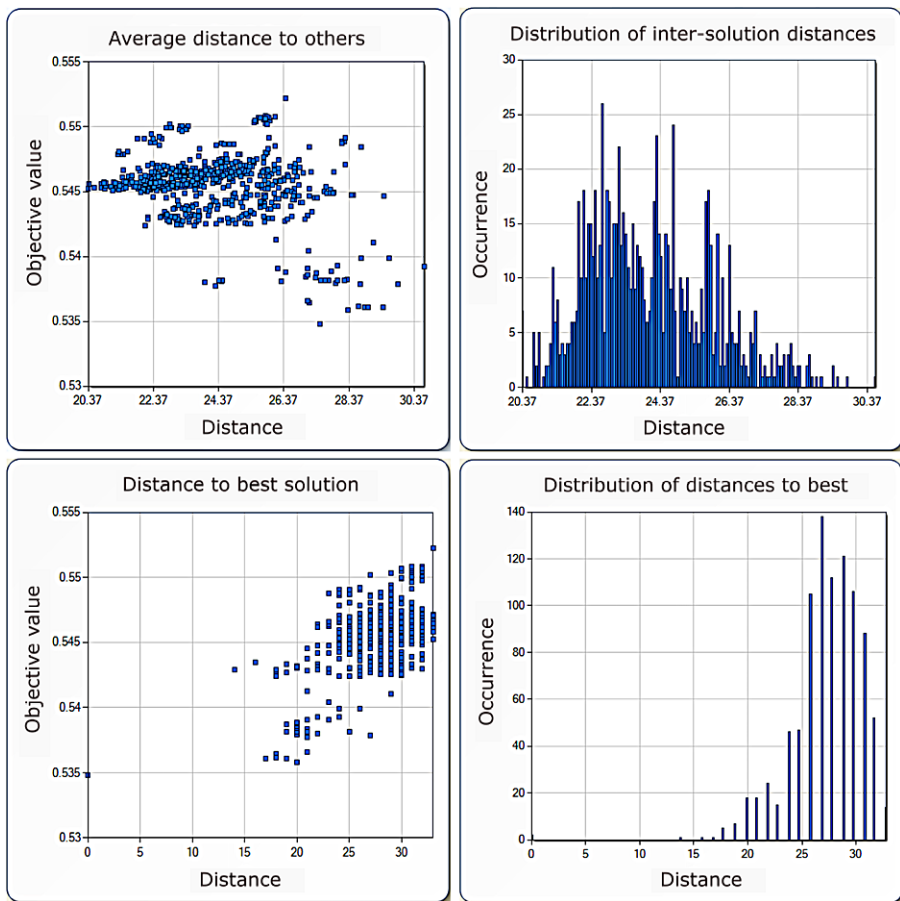 Average distance to others
0.555
0.55
0.545
0.54
0.535
0.53
20.37 22.37 24.37 26.37 28.37 30.37
Objective value
Distance
Distribution of inter-solution distances
30
25
20
15
10
5
0
20.37 22.37 24.37 26.37 28.37 30.37
Occurrence
Distance
Distance to best solution
0.555
0.55
0.545
0.54
0.535
0.53
0 5 10 15 20 25 30
Objective value
Distance
Distribution of distances to best
140
120
100
80
60
40
20
0
0 5 10 15 20 25 30
Occurrence
Distance